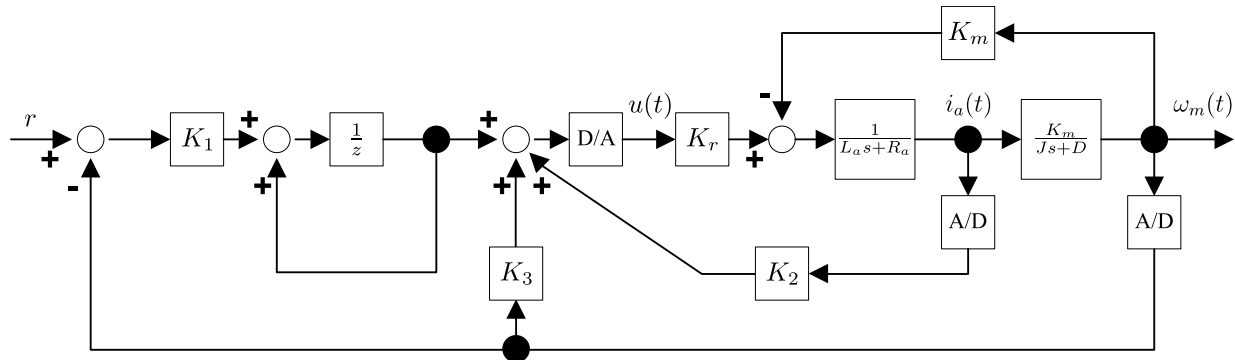 K_m
r
+
-
K_1
+
+
1/z
+
+
+
D/A
u(t)
K_r
+
-
1/(L_a s+R_a)
i_a(t)
K_m/(Js+D)
ω_m(t)
A/D
A/D
K_3
K_2